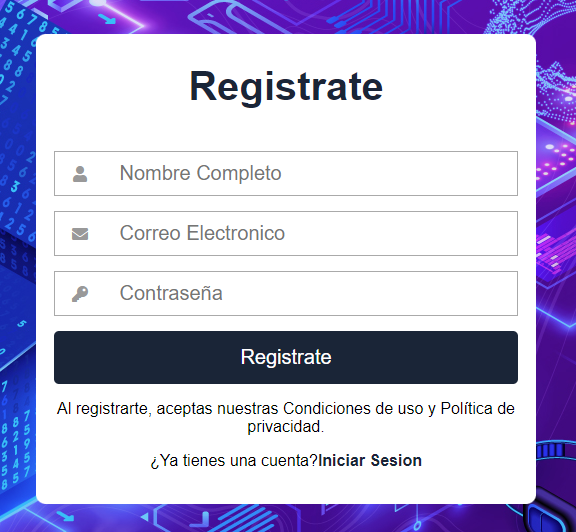 Registrate
Nombre Completo
Correo Electronico
Contraseña
Registrate
Al registrarte, aceptas nuestras Condiciones de uso y Política de
privacidad.
¿Ya tienes una cuenta?Iniciar Sesion